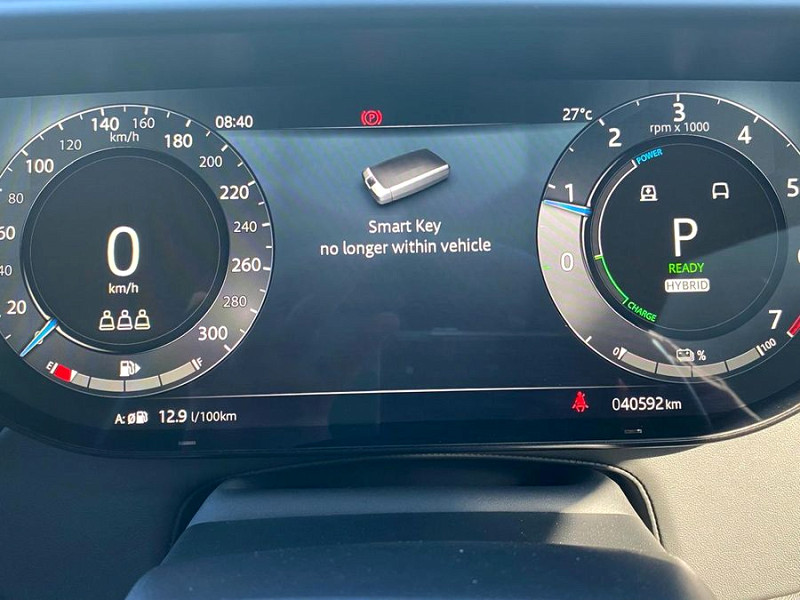 08:40
P
27°c
Smart Key
no longer within vehicle
20
40
60
80
100
120
140
160
180
200
220
240
260
280
300
km/h
0
km/h
E
F
A: Ø 12.9 l/100km
0
1
2
3
4
5
7
rpm x 1000
POWER
P
READY
HYBRID
CHARGE
0
%
100
040592 km